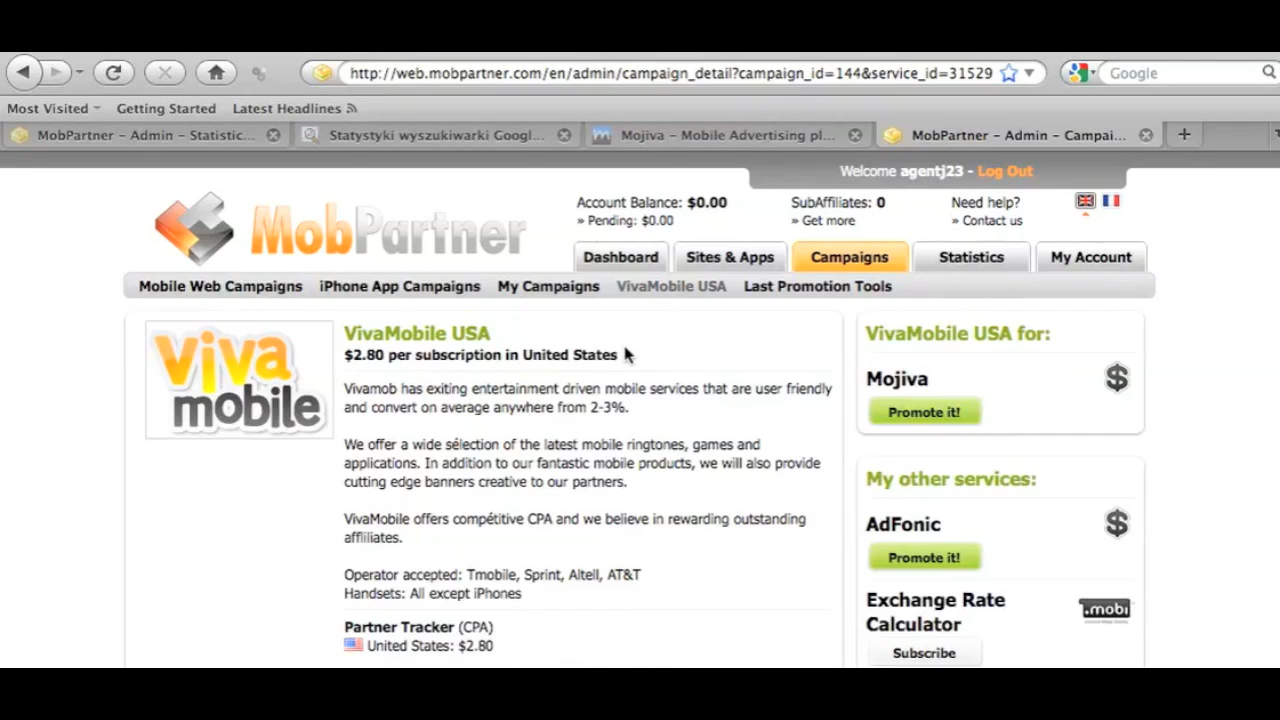 http://web.mobpartner.com/en/admin/campaign_detail?campaign_id=144&service_id=31529
Google
Most Visited
Getting Started
Latest Headlines
MobPartner – Admin – Statistic...
Statystyki wyszukiwarki Googl...
Mojiva – Mobile Advertising pl...
MobPartner – Admin – Campai...
Welcome agentj23 - Log Out
MobPartner
Account Balance: $0.00
» Pending: $0.00
SubAffiliates: 0
» Get more
Need help?
» Contact us
Dashboard
Sites & Apps
Campaigns
Statistics
My Account
Mobile Web Campaigns
iPhone App Campaigns
My Campaigns
VivaMobile USA
Last Promotion Tools
Viva
mobile
VivaMobile USA
$2.80 per subscription in United States
Vivamob has exiting entertainment driven mobile services that are user friendly
and convert on average anywhere from 2-3%.
We offer a wide sélection of the latest mobile ringtones, games and
applications. In addition to our fantastic mobile products, we will also provide
cutting edge banners creative to our partners.
VivaMobile offers compétitive CPA and we believe in rewarding outstanding
affliliates.
Operator accepted: Tmobile, Sprint, Altell, AT&T
Handsets: All except iPhones
Partner Tracker (CPA)
United States: $2.80
VivaMobile USA for:
Mojiva
$
Promote it!
My other services:
AdFonic
$
Promote it!
Exchange Rate
Calculator
.mobi
Subscribe